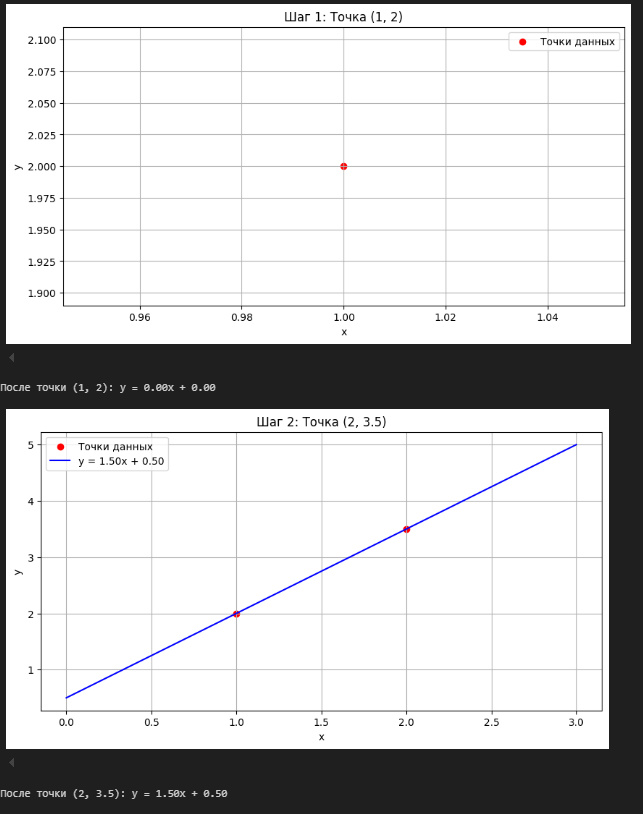 Шаг 1: Точка (1, 2)
Точки данных
2.100
2.075
2.050
2.025
2.000
1.975
1.950
1.925
1.900
y
0.96 0.98 1.00 1.02 1.04
x
После точки (1, 2): y = 0.00x + 0.00
Шаг 2: Точка (2, 3.5)
Точки данных
y = 1.50x + 0.50
5
4
3
2
1
y
0.0 0.5 1.0 1.5 2.0 2.5 3.0
x
После точки (2, 3.5): y = 1.50x + 0.50